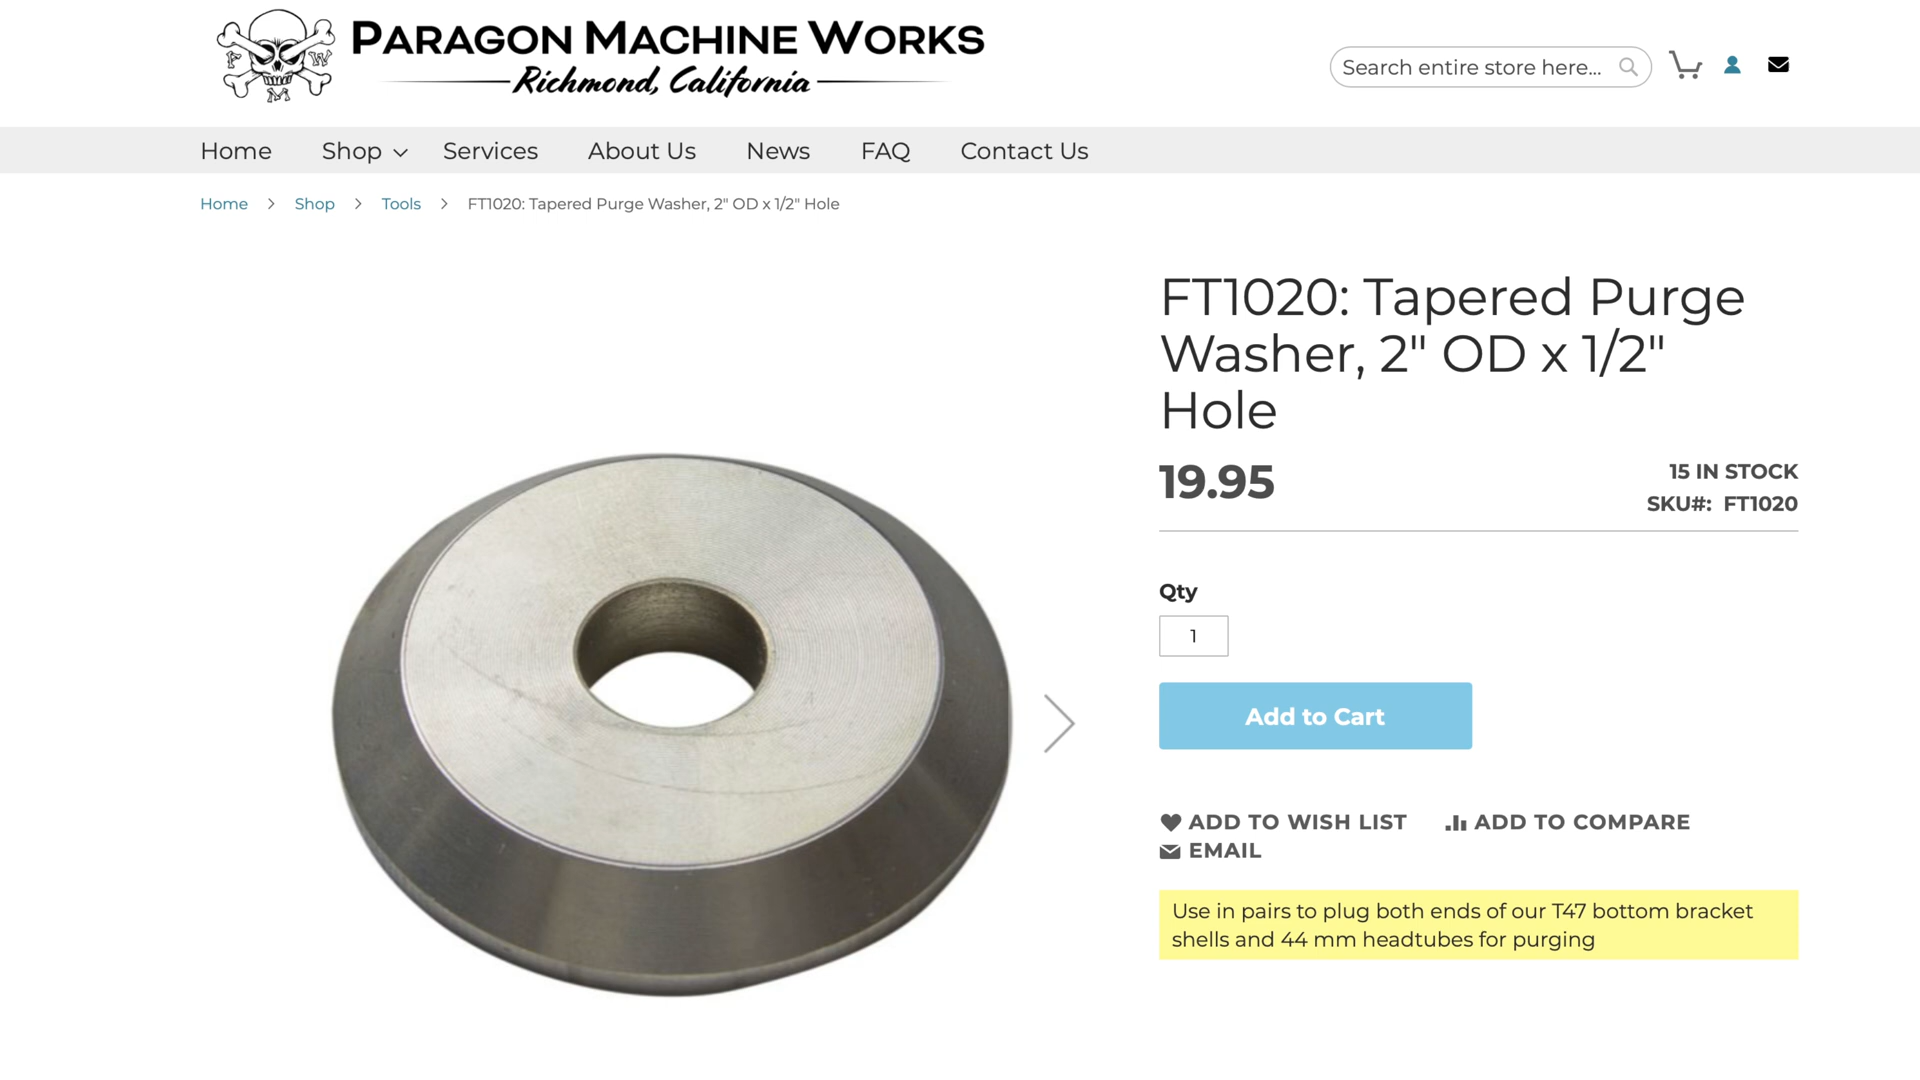 P W M
PARAGON MACHINE WORKS
Richmond, California
Search entire store here...
Home Shop Services About Us News FAQ Contact Us
Home > Shop > Tools > FT1020: Tapered Purge Washer, 2" OD x 1/2" Hole
FT1020: Tapered Purge
Washer, 2" OD x 1/2"
Hole
19.95
15 IN STOCK
SKU#: FT1020
Qty
1
Add to Cart
ADD TO WISH LIST ADD TO COMPARE
EMAIL
Use in pairs to plug both ends of our T47 bottom bracket
shells and 44 mm headtubes for purging